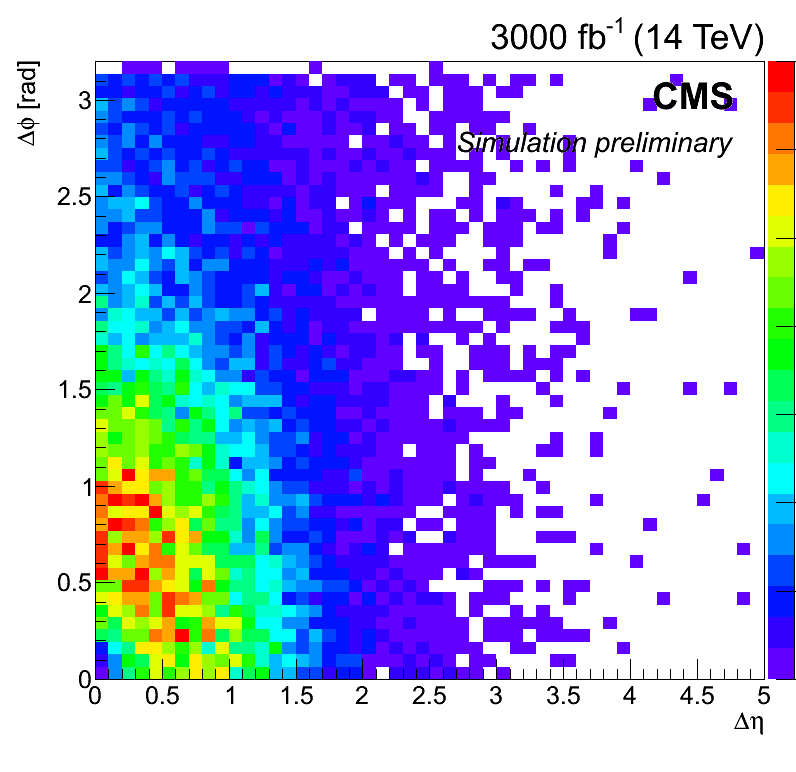 3000 fb-1 (14 TeV)
Δϕ [rad]
CMS
Simulation preliminary
3
2.5
2
1.5
1
0.5
0
0 0.5 1 1.5 2 2.5 3 3.5 4 4.5 5
Δη